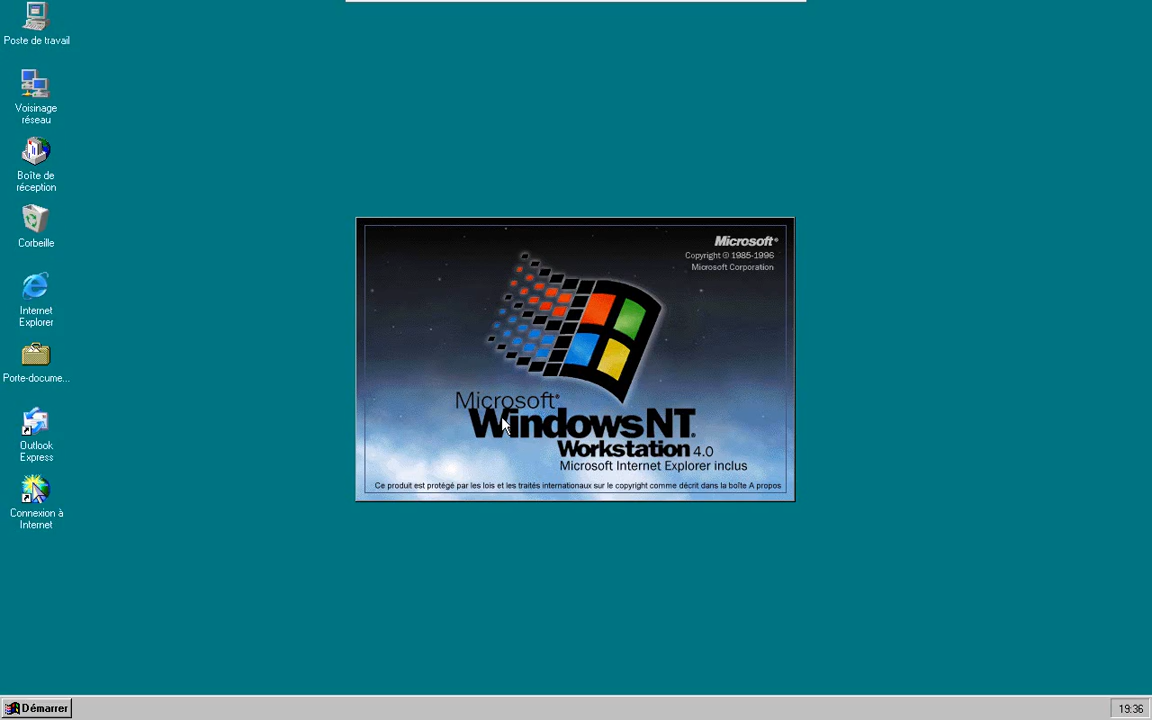 Poste de travail
Voisinage
réseau
Boîte de
réception
Corbeille
Internet
Explorer
Porte-docume...
Outlook
Express
Connexion à
Internet
Microsoft®
Copyright © 1985-1996
Microsoft Corporation
Microsoft®
WindowsNT®
Workstation 4.0
Microsoft Internet Explorer inclus
Ce produit est protégé par les lois et les traités internationaux sur le copyright comme décrit dans la boîte A propos
Démarrer
19:36